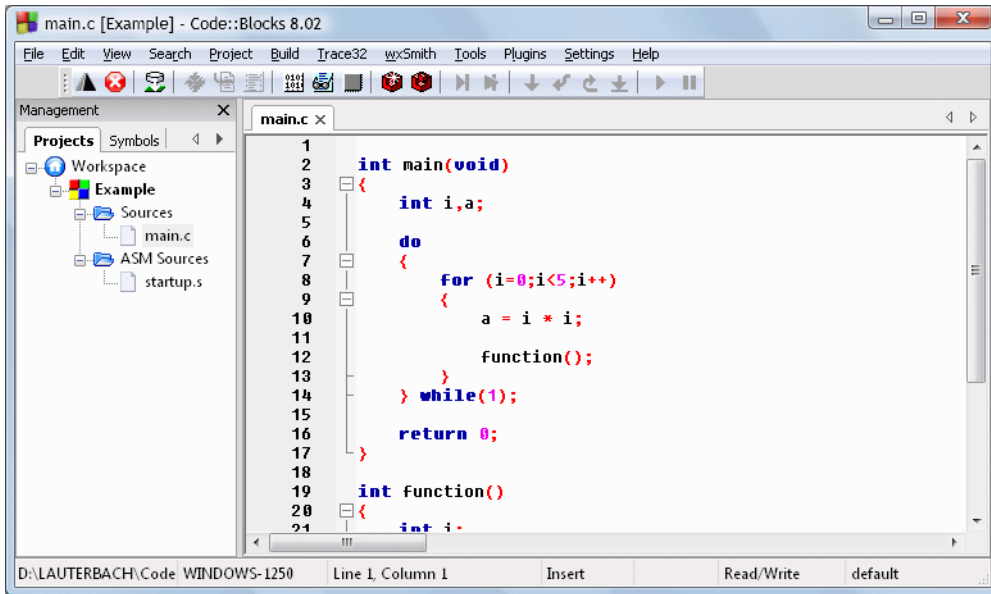 main.c [Example] - Code::Blocks 8.02
File Edit View Search Project Build Trace32 wxSmith Tools Plugins Settings Help
Management
Projects Symbols
Workspace
Example
Sources
main.c
ASM Sources
startup.s
main.c
1
2 int main(void)
3 {
4 int i,a;
5
6 do
7 {
8 for (i=0;i<5;i++)
9 {
10 a = i * i;
11
12 function();
13 }
14 } while(1);
15
16 return 0;
17 }
18
19 int function()
20 {
21 int i;
D:\LAUTERBACH\Code WINDOWS-1250 Line 1, Column 1 Insert Read/Write default